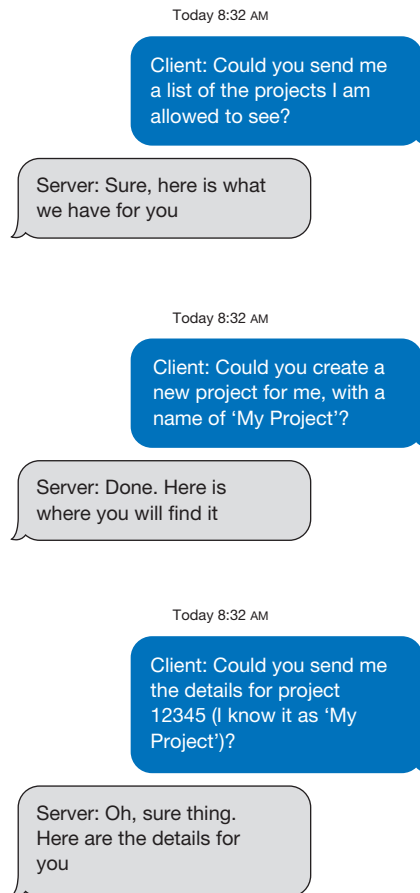 Today 8:32 AM
Client: Could you send me
a list of the projects I am
allowed to see?
Server: Sure, here is what
we have for you
Today 8:32 AM
Client: Could you create a
new project for me, with a
name of ‘My Project’?
Server: Done. Here is
where you will find it
Today 8:32 AM
Client: Could you send me
the details for project
12345 (I know it as ‘My
Project’)?
Server: Oh, sure thing.
Here are the details for
you